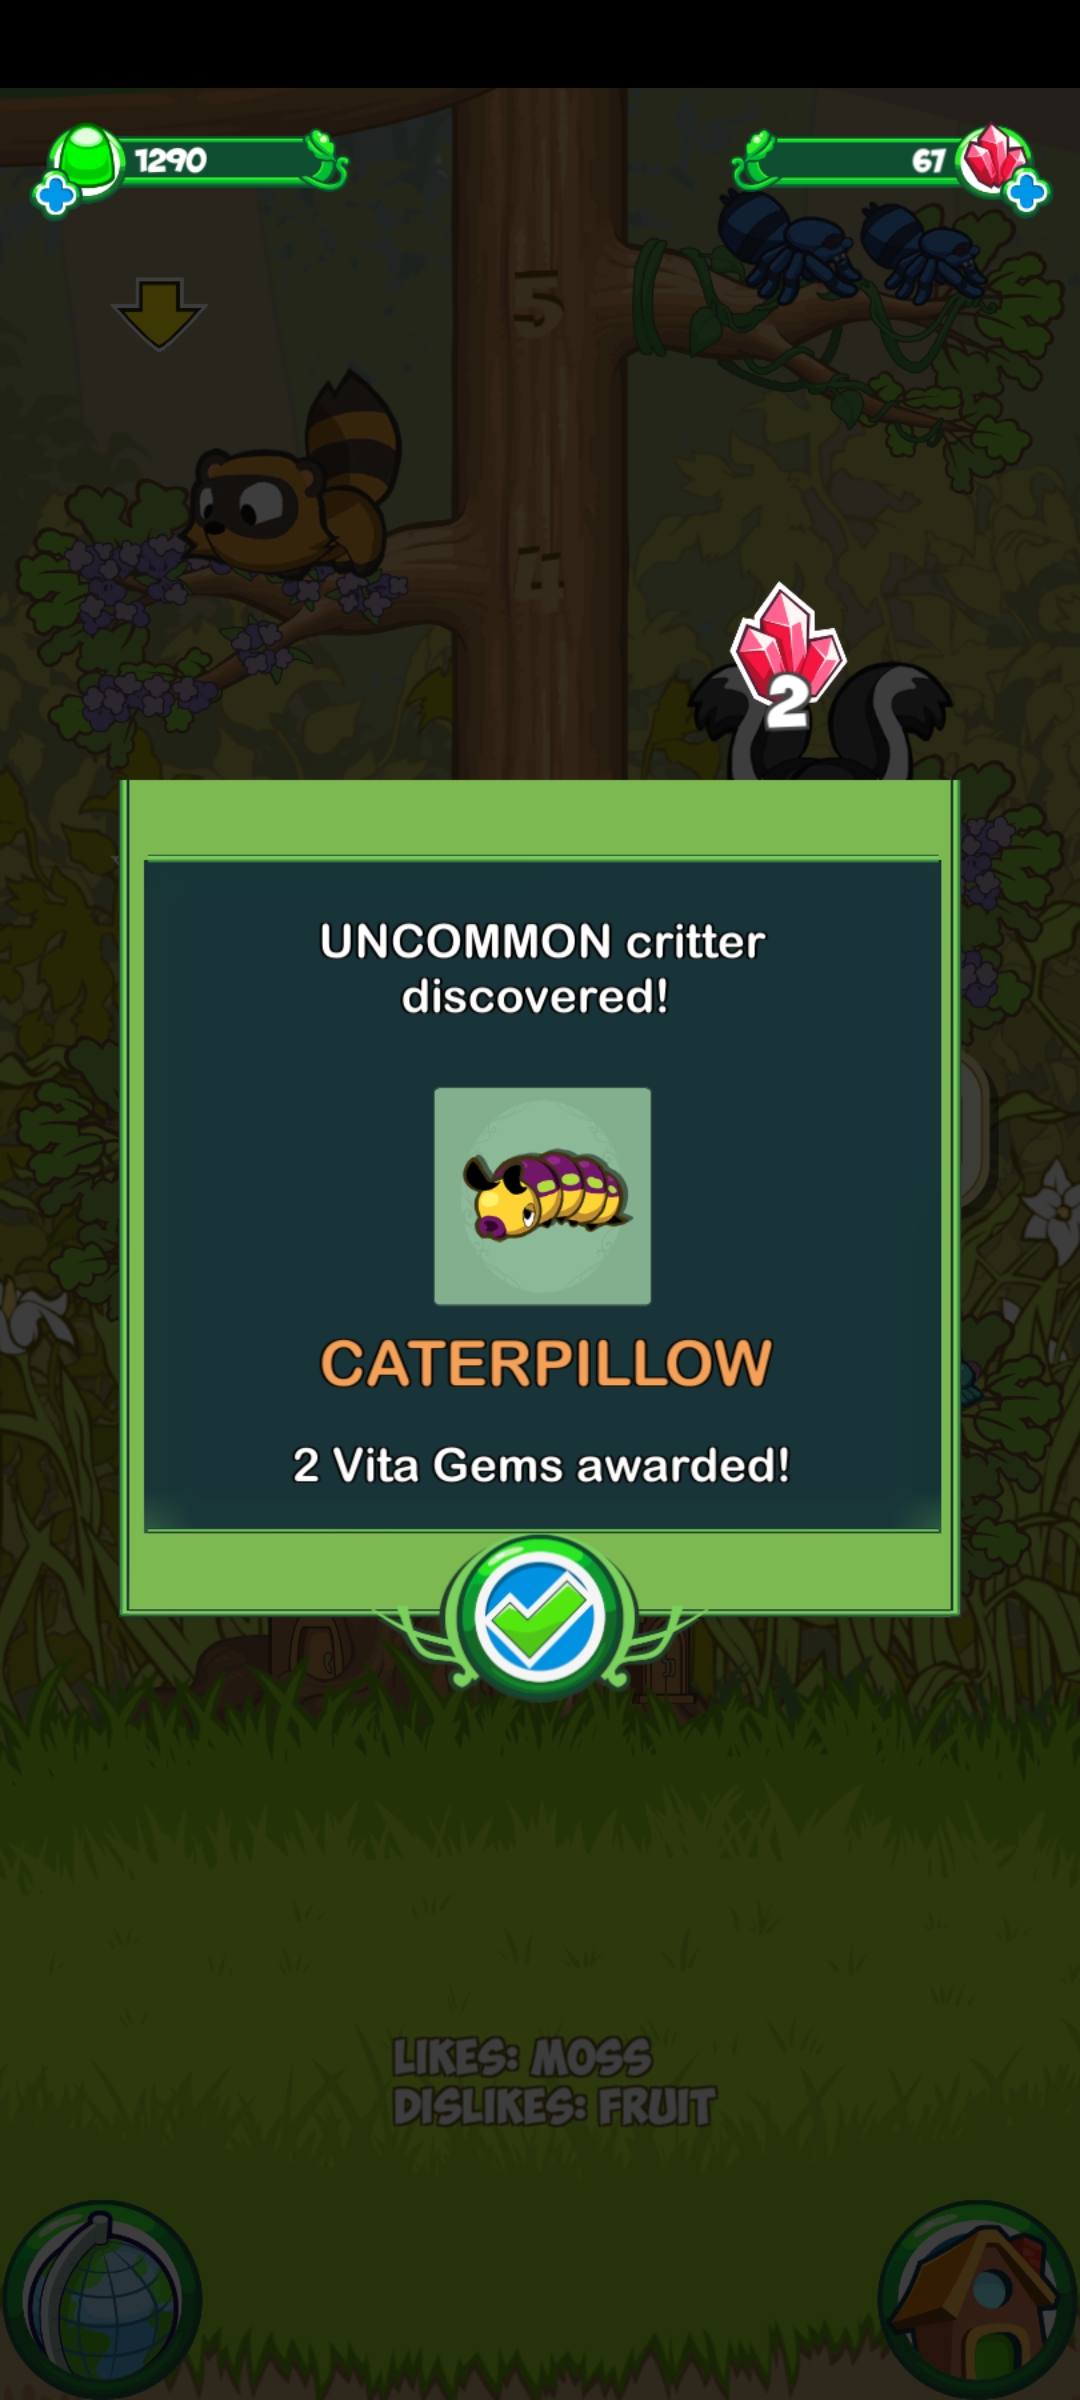 1290
67
5
4
2
UNCOMMON critter
discovered!
CATERPILLOW
2 Vita Gems awarded!
LIKES: MOSS
DISLIKES: FRUIT